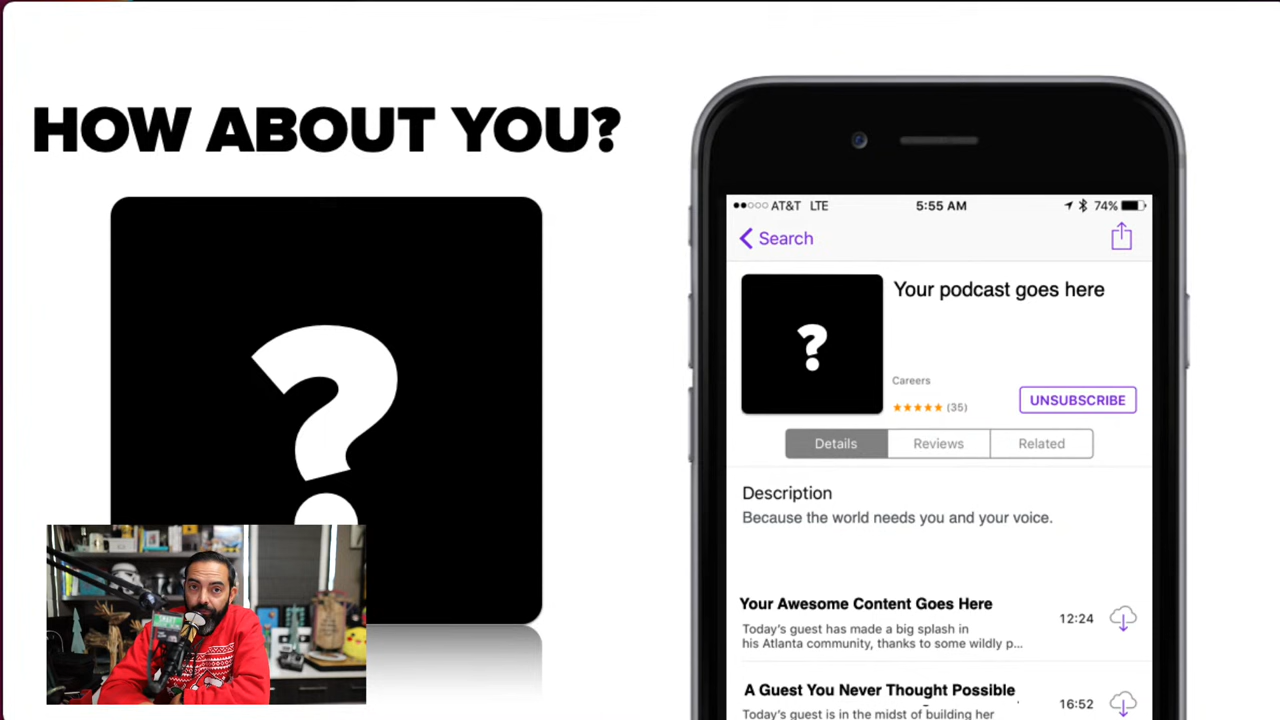 HOW ABOUT YOU?
?
AT&T LTE 5:55 AM 74%
Search
?
Your podcast goes here
Careers
(35)
UNSUBSCRIBE
Details Reviews Related
Description
Because the world needs you and your voice.
Your Awesome Content Goes Here
12:24
Today's guest has made a big splash in
his Atlanta community, thanks to some wildly p...
A Guest You Never Thought Possible
16:52
Today's guest is in the midst of building her